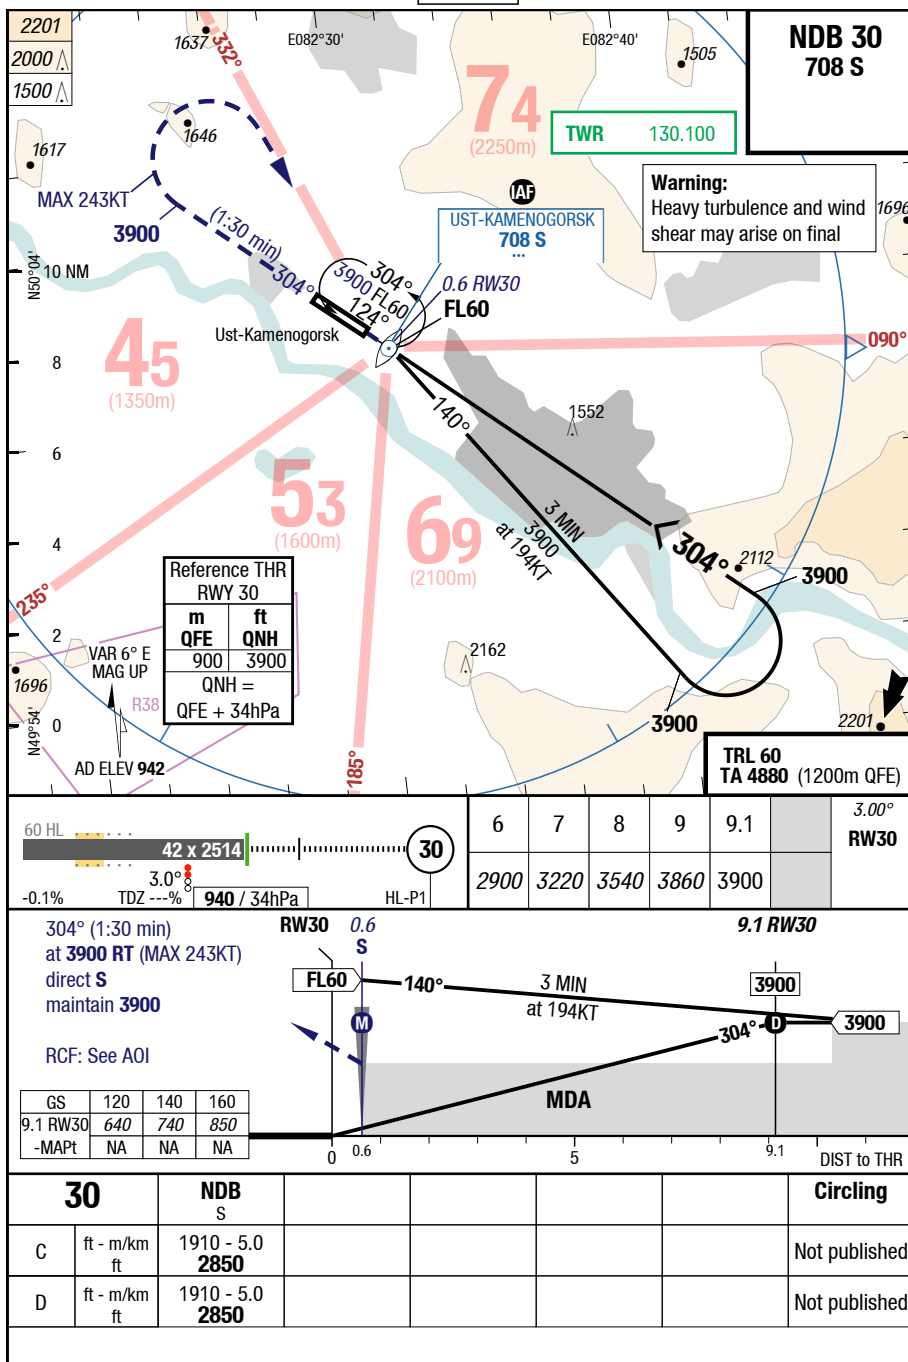 2201
2000
1500
1637
332°
E082°30'
E082°40'
1505
NDB 30
708 S
74
(2250m)
TWR 130.100
1646
1617
MAX 243KT
3900
(1:30 min)
304°
IAF
UST-KAMENOGORSK
708 S
Warning:
Heavy turbulence and wind
shear may arise on final
1696
N50°04'
10 NM
304°
3900 FL60
124°
0.6 RW30
FL60
Ust-Kamenogorsk
090°
45
(1350m)
8
140°
1552
6
53
(1600m)
69
(2100m)
3 MIN
3900
at 194KT
4
304°
2112
3900
235°
Reference THR
RWY 30
m ft
QFE QNH
900 3900
QNH =
QFE + 34hPa
2
VAR 6° E
MAG UP
1696
R38
2162
N49°54'
0
3900
2201
AD ELEV 942
185°
TRL 60
TA 4880 (1200m QFE)
60 HL
42 x 2514
30
3.0°
-0.1% TDZ ---% 940 / 34hPa HL-P1
6 7 8 9 9.1
3.00°
RW30
2900 3220 3540 3860 3900
304° (1:30 min)
at 3900 RT (MAX 243KT)
direct S
maintain 3900
RCF: See AOI
RW30
0.6
S
9.1 RW30
FL60
140°
3 MIN
at 194KT
3900
M
304°
D
3900
MDA
GS 120 140 160
9.1 RW30 640 740 850
-MAPt NA NA NA
0 0.6 5 9.1
DIST to THR
30 NDB Circling
S
C ft - m/km 1910 - 5.0 Not published
ft 2850
D ft - m/km 1910 - 5.0 Not published
ft 2850